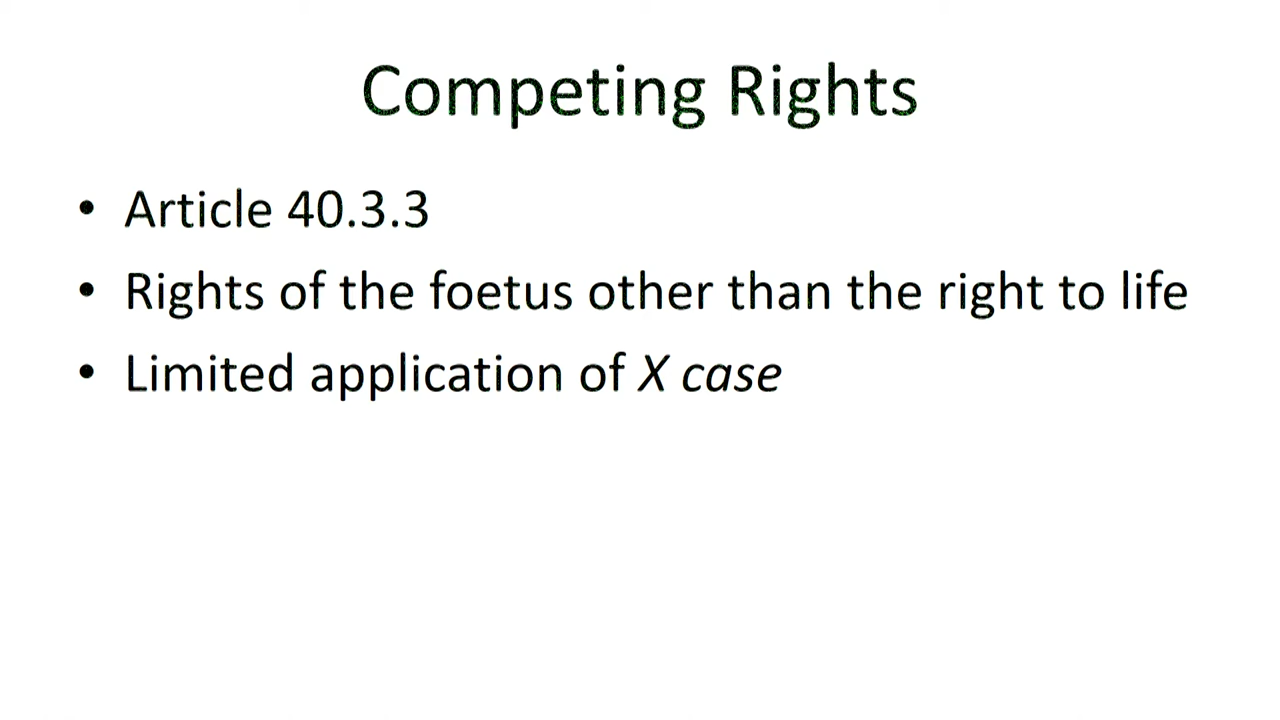 Competing Rights
• Article 40.3.3
• Rights of the foetus other than the right to life
• Limited application of X case